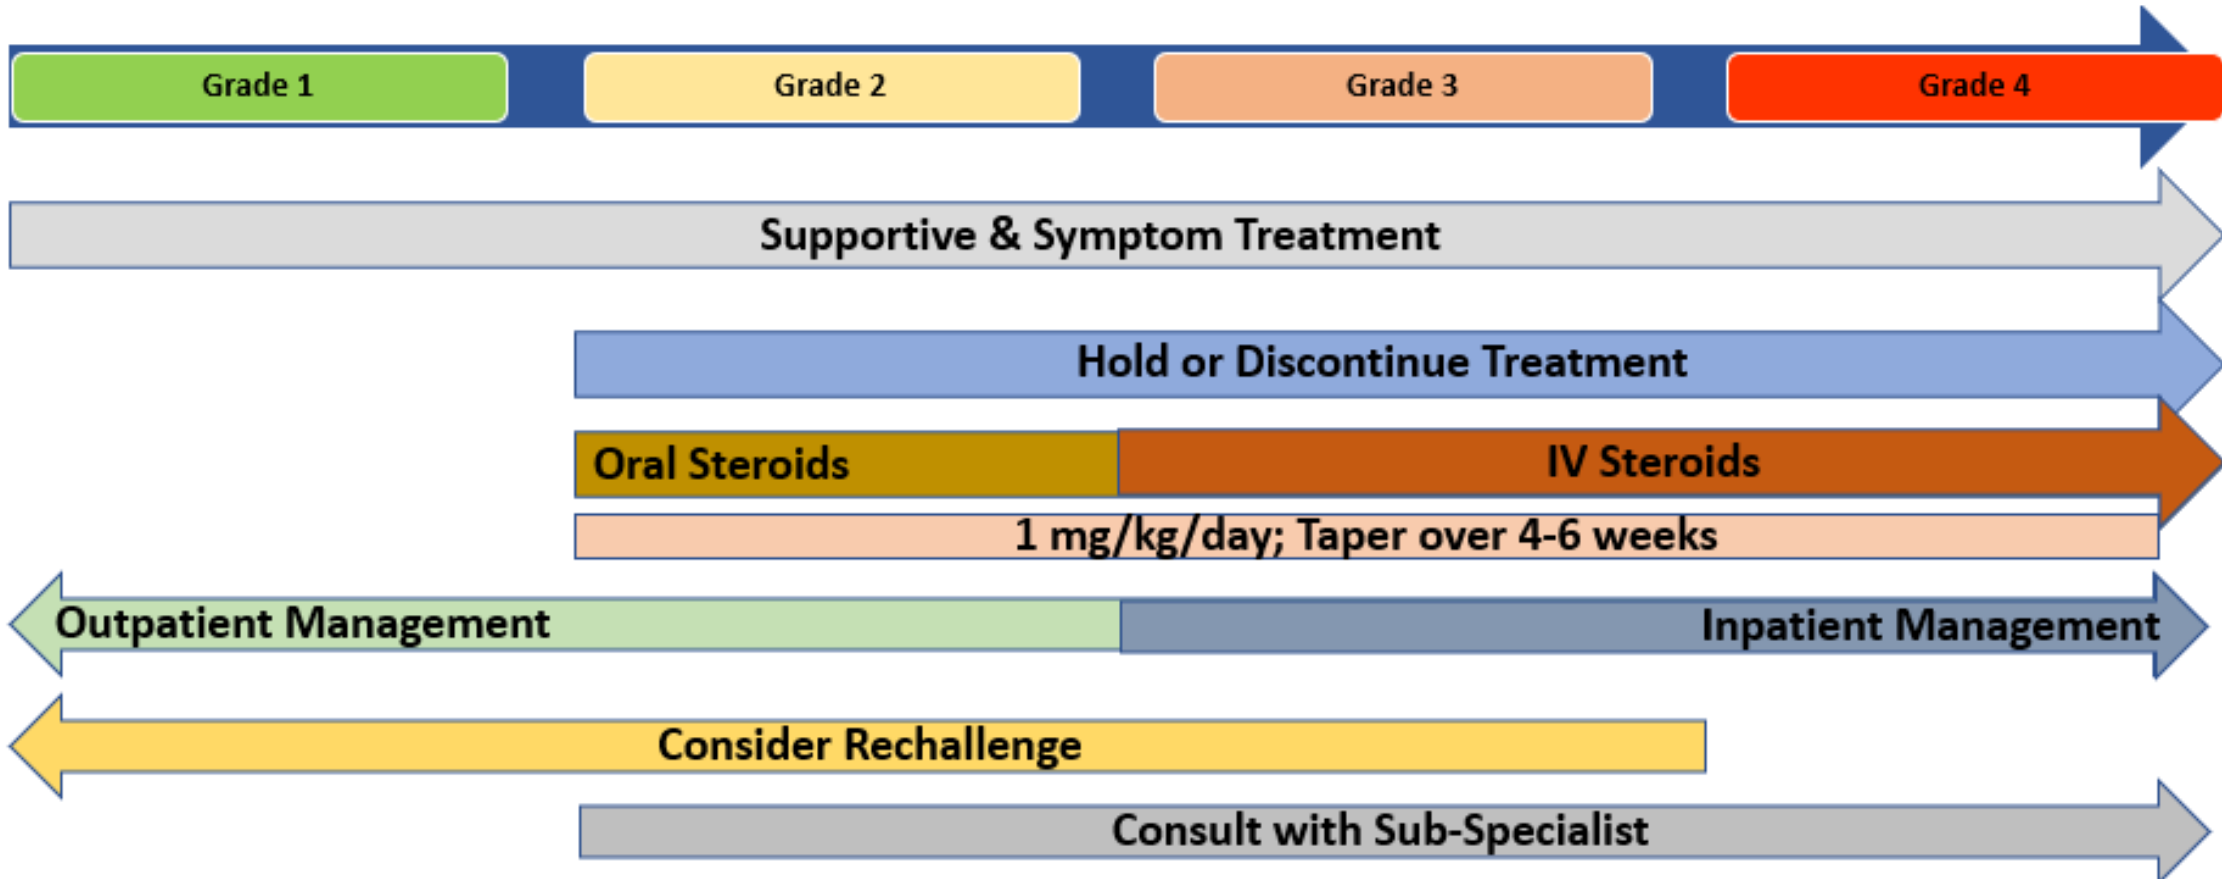 Grade 1
Grade 2
Grade 3
Grade 4
Supportive & Symptom Treatment
Hold or Discontinue Treatment
Oral Steroids
IV Steroids
1 mg/kg/day; Taper over 4-6 weeks
Outpatient Management
Inpatient Management
Consider Rechallenge
Consult with Sub-Specialist